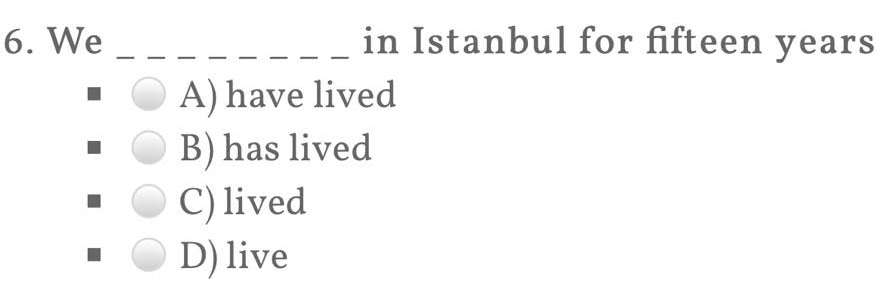 6. We _ _ _ _ _ _ _ _ in Istanbul for fifteen years
A) have lived
B) has lived
C) lived
D) live